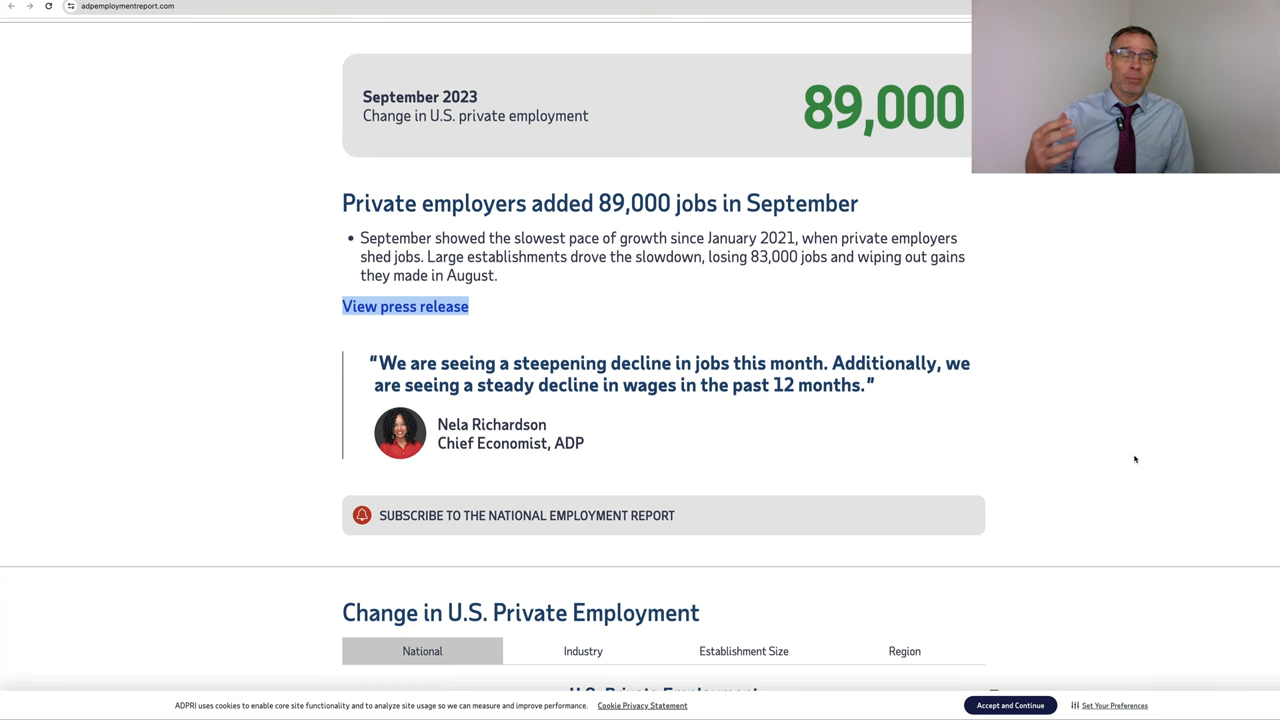 adpemploymentreport.com
September 2023
Change in U.S. private employment
89,000
Private employers added 89,000 jobs in September
• September showed the slowest pace of growth since January 2021, when private employers
shed jobs. Large establishments drove the slowdown, losing 83,000 jobs and wiping out gains
they made in August.
View press release
"We are seeing a steepening decline in jobs this month. Additionally, we
are seeing a steady decline in wages in the past 12 months."
Nela Richardson
Chief Economist, ADP
SUBSCRIBE TO THE NATIONAL EMPLOYMENT REPORT
Change in U.S. Private Employment
National Industry Establishment Size Region
U.S. Private Employment
ADPRI uses cookies to enable core site functionality and to analyze site usage so we can measure and improve performance. Cookie Privacy Statement Accept and Continue Set Your Preferences